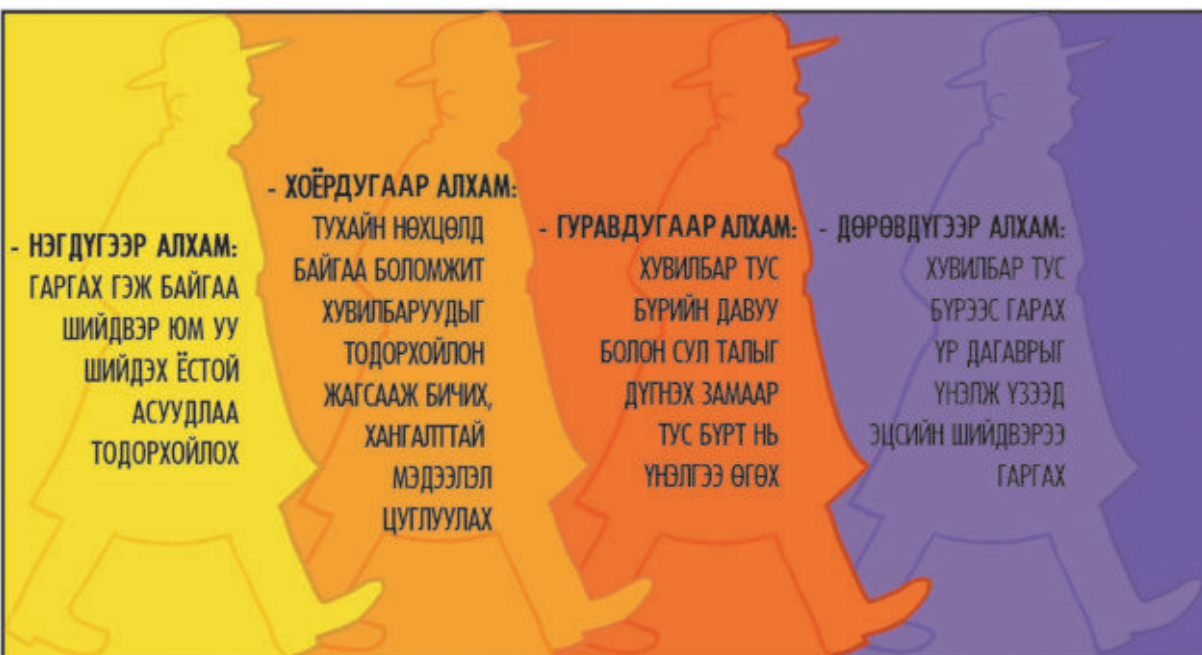 - НЭГДҮГЭЭР АЛХАМ:
ГАРГАХ ГЭЖ БАЙГАА
ШИЙДВЭР ЮМ УУ
ШИЙДЭХ ЁСТОЙ
АСУУДЛАА
ТОДОРХОЙЛОХ
- ХОЁРДУГААР АЛХАМ:
ТУХАЙН НӨХЦӨЛД
БАЙГАА БОЛОМЖИТ
ХУВИЛБАРУУДЫГ
ТОДОРХОЙЛОН
ЖАГСААЖ БИЧИХ,
ХАНГАЛТТАЙ
МЭДЭЭЛЭЛ
ЦУГЛУУЛАХ
- ГУРАВДУГААР АЛХАМ:
ХУВИЛБАР ТУС
БҮРИЙН ДАВУУ
БОЛОН СУЛ ТАЛЫГ
ДҮГНЭХ ЗАМААР
ТУС БҮРТ НЬ
ҮНЭЛГЭЭ ӨГӨХ
- ДӨРӨВДҮГЭЭР АЛХАМ:
ХУВИЛБАР ТУС
БҮРЭЭС ГАРАХ
ҮР ДАГАВРЫГ
ҮНЭЛЖ ҮЗЭЭД
ЭЦСИЙН ШИЙДВЭРЭЭ
ГАРГАХ